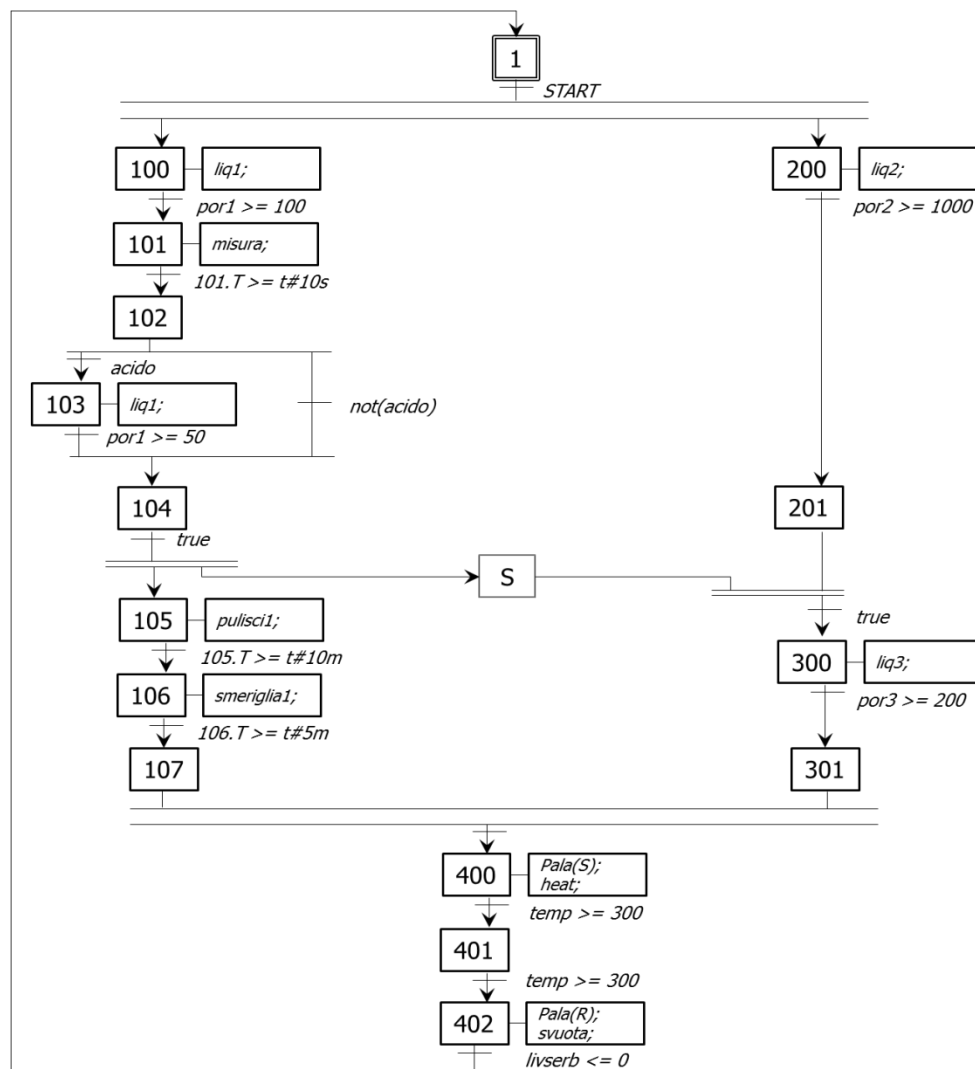 1
START
100
liq1;
200
liq2;
por1 >= 100
por2 >= 1000
101
misura;
101.T >= t#10s
102
acido
103
liq1;
not(acido)
por1 >= 50
104
201
true
S
105
pulisci1;
true
105.T >= t#10m
300
liq3;
106
smeriglia1;
por3 >= 200
106.T >= t#5m
107
301
400
Pala(S);
heat;
temp >= 300
401
temp >= 300
402
Pala(R);
svuota;
livserb <= 0